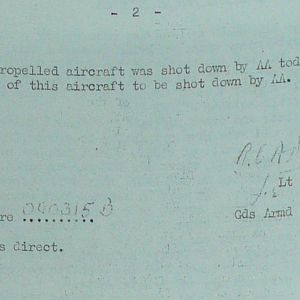 - 2 -
ropelled aircraft was shot down by AA tod
of this aircraft to be shot down by AA.
Lt
re 040315 B
Gds Armd
s direct.